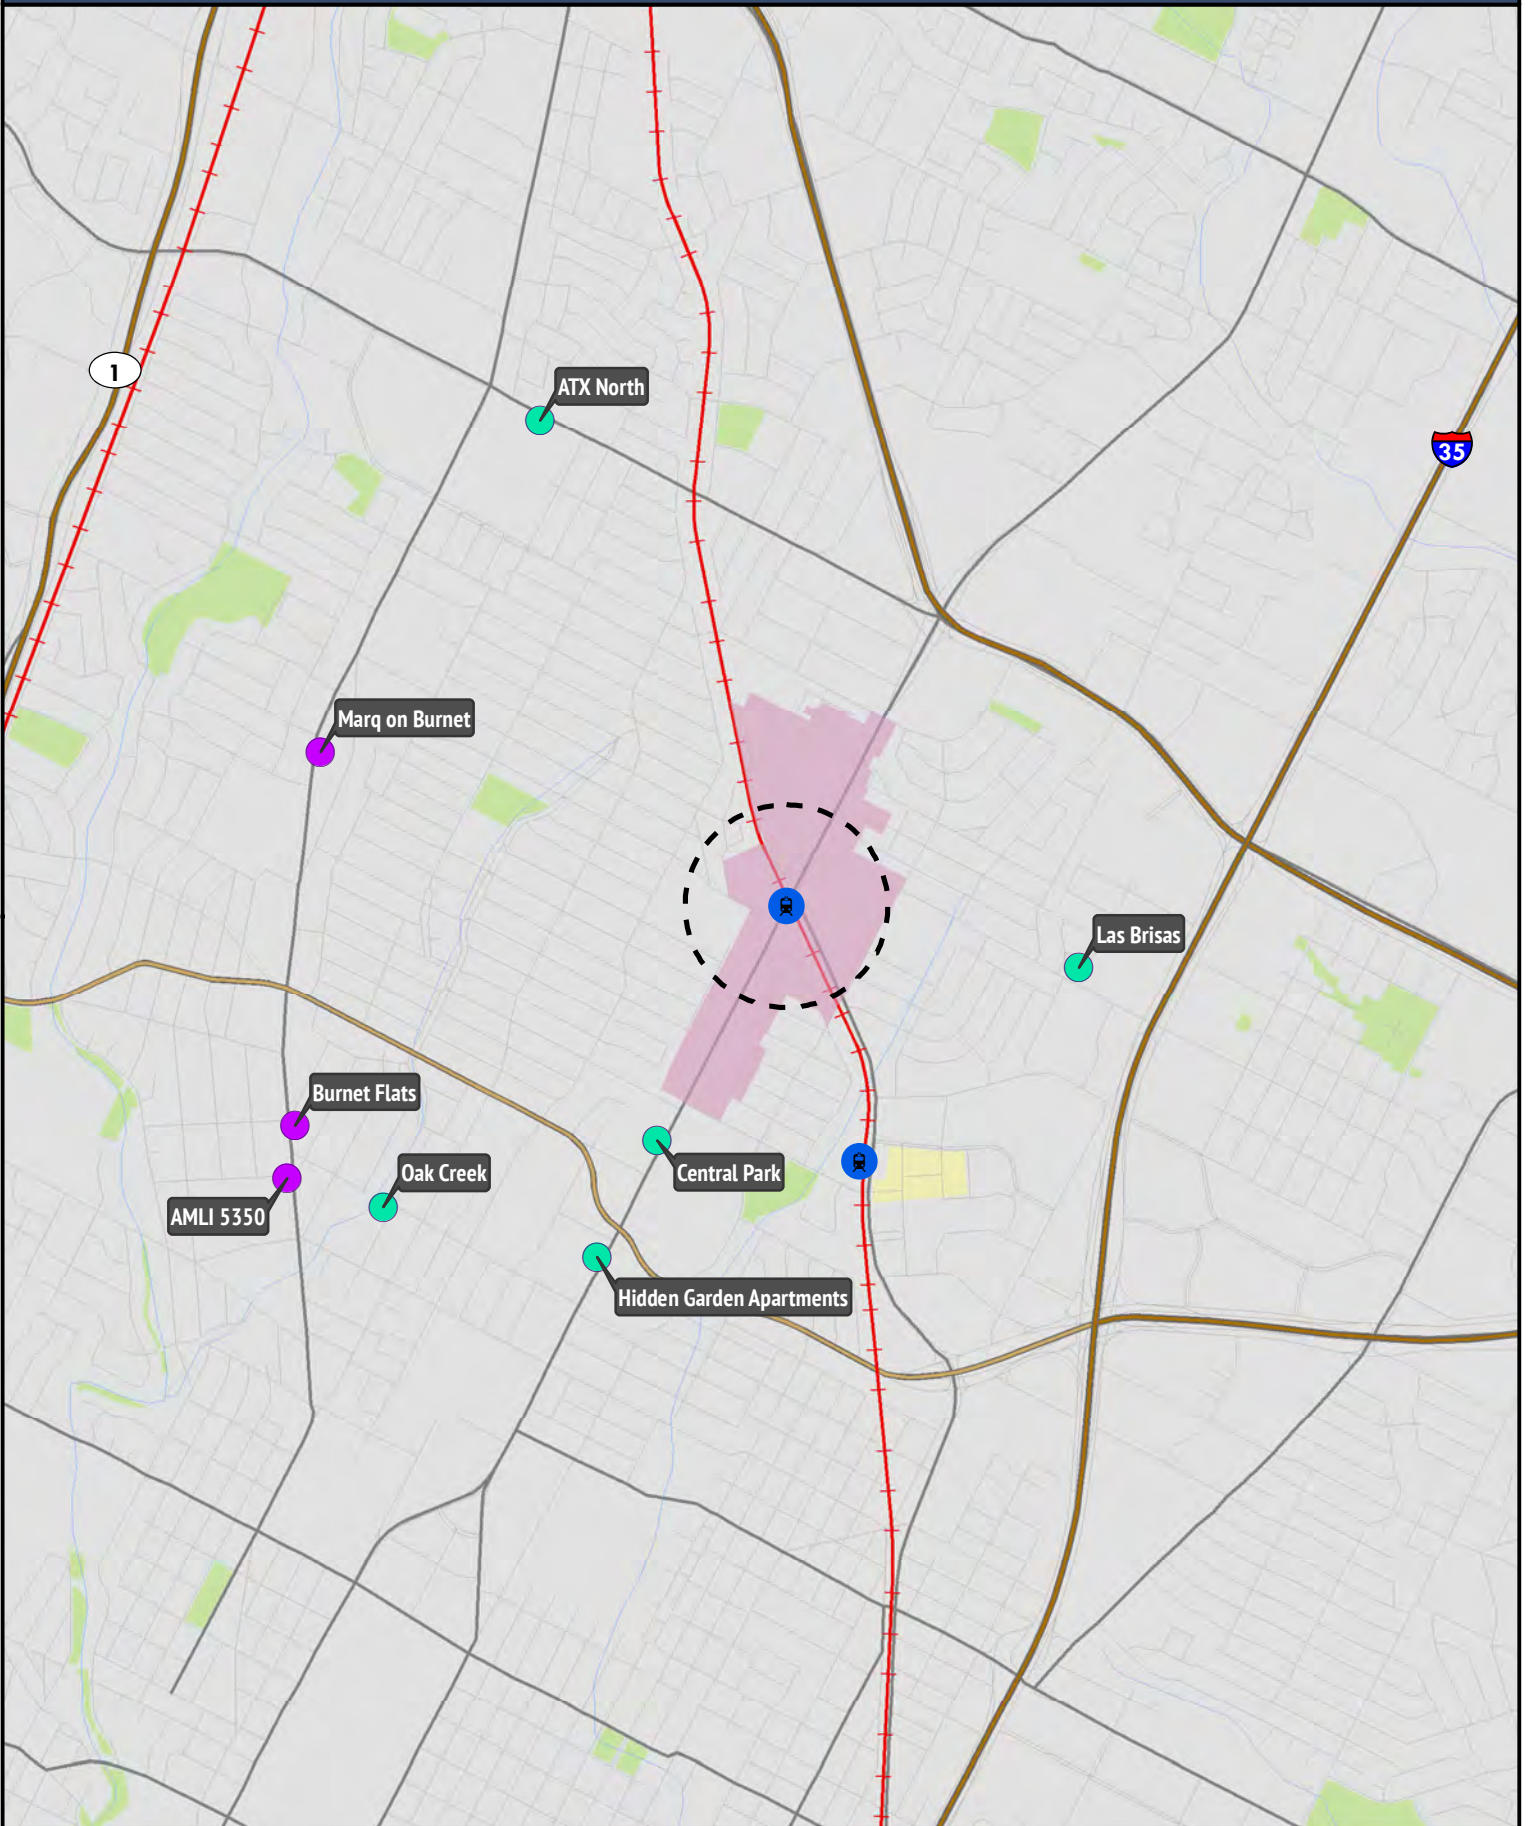 1
ATX North
35
Marq on Burnet
Las Brisas
Burnet Flats
Oak Creek
Central Park
AMLI 5350
Hidden Garden Apartments